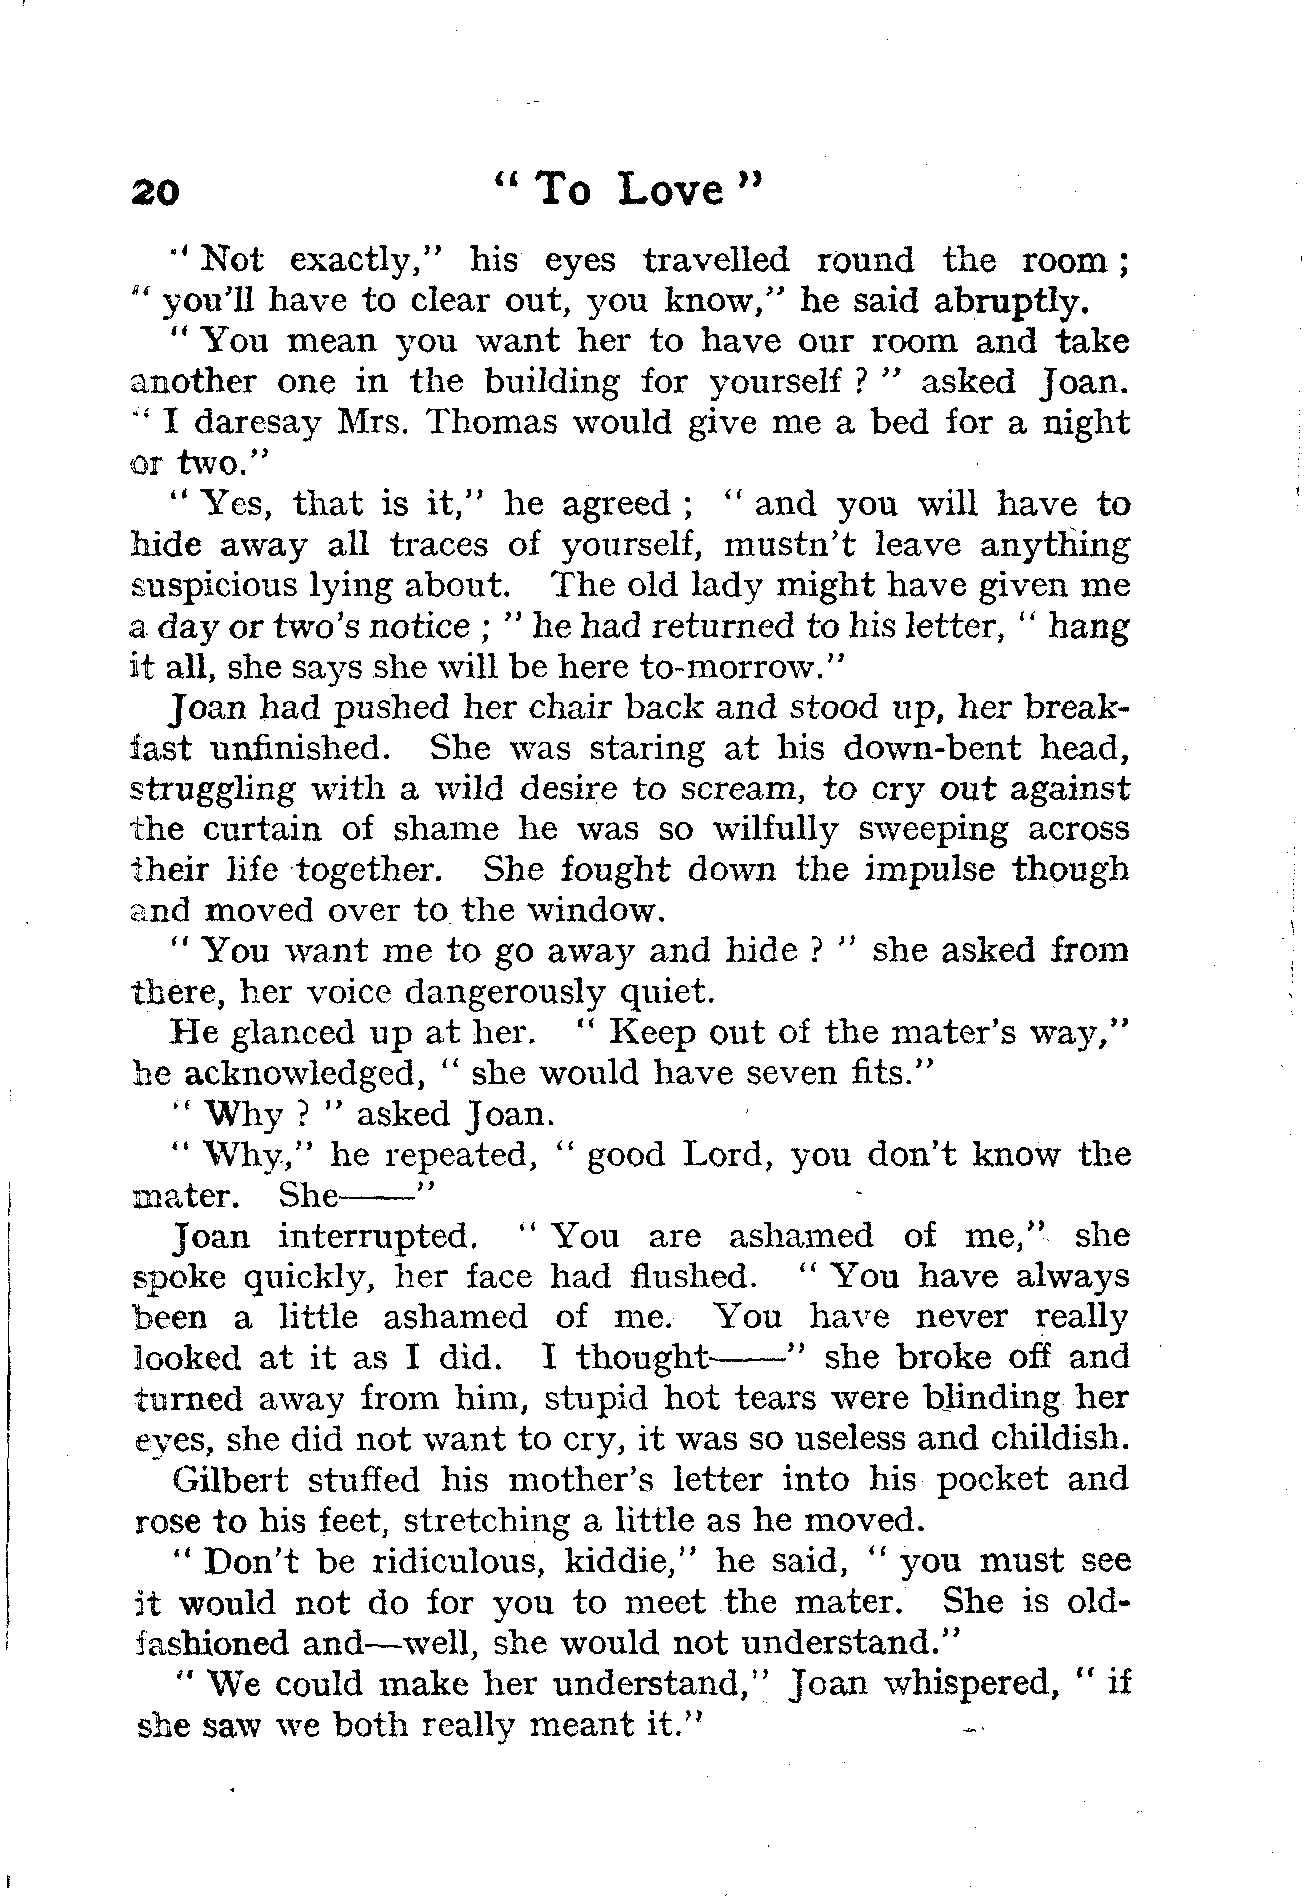 20 " To Love "
" Not exactly," his eyes travelled round the room ;
" you'll have to clear out, you know," he said abruptly.
" You mean you want her to have our room and take
another one in the building for yourself ? " asked Joan.
" I daresay Mrs. Thomas would give me a bed for a night
or two."
" Yes, that is it," he agreed ; " and you will have to
hide away all traces of yourself, mustn't leave anything
suspicious lying about. The old lady might have given me
a day or two's notice ; " he had returned to his letter, " hang
it all, she says she will be here to-morrow."
Joan had pushed her chair back and stood up, her break-
fast unfinished. She was staring at his down-bent head,
struggling with a wild desire to scream, to cry out against
the curtain of shame he was so wilfully sweeping across
their life together. She fought down the impulse though
and moved over to the window.
" You want me to go away and hide ? " she asked from
there, her voice dangerously quiet.
He glanced up at her. " Keep out of the mater's way,"
he acknowledged, " she would have seven fits."
" Why ? " asked Joan.
" Why," he repeated, " good Lord, you don't know the
mater. She——"
Joan interrupted. " You are ashamed of me," she
spoke quickly, her face had flushed. " You have always
been a little ashamed of me. You have never really
looked at it as I did. I thought——" she broke off and
turned away from him, stupid hot tears were blinding her
eyes, she did not want to cry, it was so useless and childish.
Gilbert stuffed his mother's letter into his pocket and
rose to his feet, stretching a little as he moved.
" Don't be ridiculous, kiddie," he said, " you must see
it would not do for you to meet the mater. She is old-
fashioned and—well, she would not understand."
" We could make her understand," Joan whispered, " if
she saw we both really meant it."